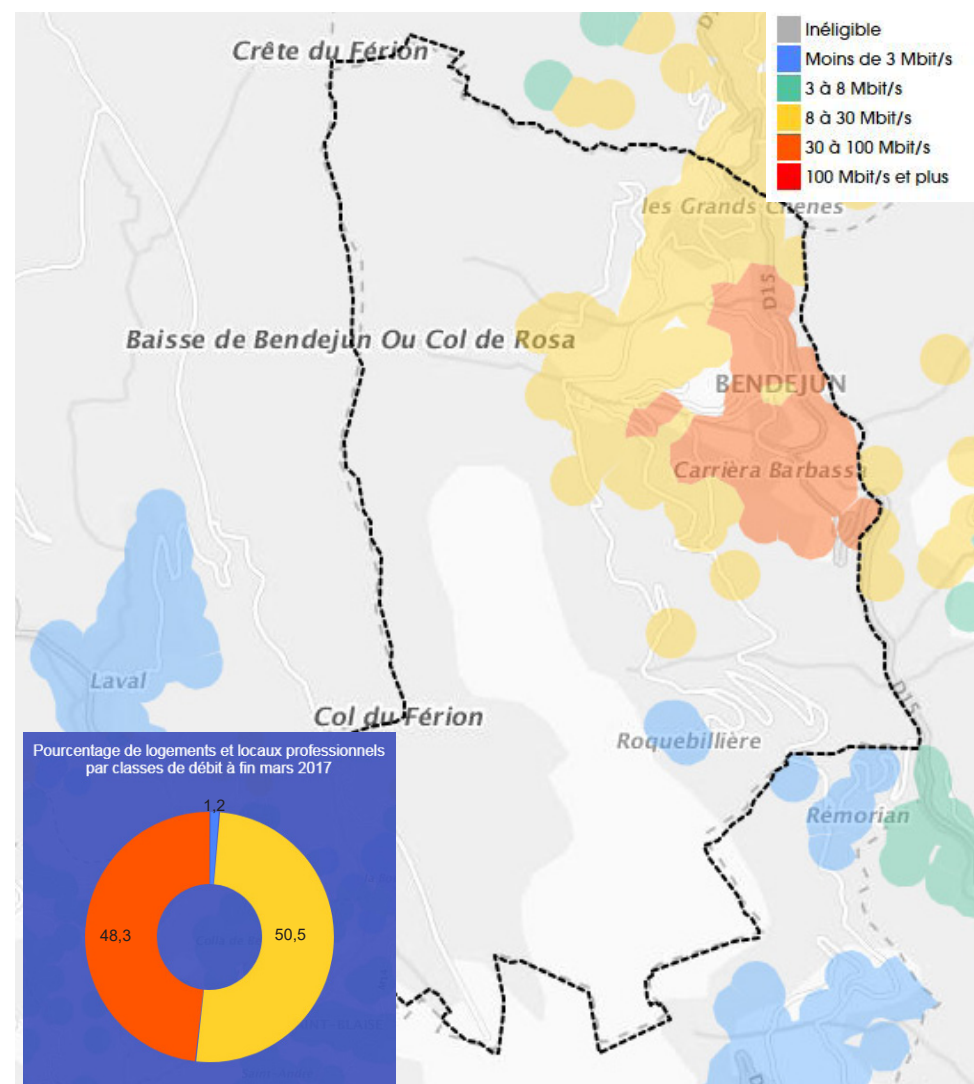 Inéligible
Moins de 3 Mbit/s
3 à 8 Mbit/s
8 à 30 Mbit/s
30 à 100 Mbit/s
100 Mbit/s et plus
Crête du Férion
les Grands Chênes
D15
Baisse de Bendejun Ou Col de Rosa
BENDEJUN
Carrièra Barbassa
Laval
D15
Col du Férion
Roquebillière
Rémorian
Pourcentage de logements et locaux professionnels
par classes de débit à fin mars 2017
1,2
48,3
50,5